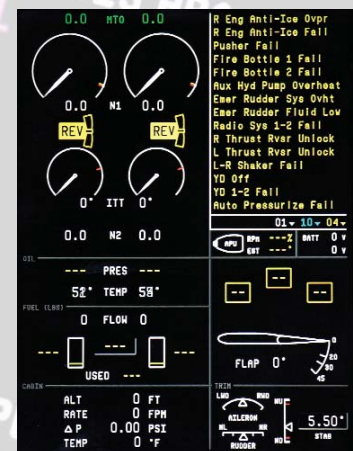 0.0 MTO 0.0
0.0 N1 0.0
REV REV
0° ITT 0°
0.0 N2 0.0
R Eng Anti-Ice Ovpr
R Eng Anti-Ice Fail
Pusher Fail
Fire Bottle 1 Fail
Fire Bottle 2 Fail
Aux Hyd Pump Overheat
Emer Rudder Sys Ovht
Emer Rudder Fluid Low
Radio Sys 1-2 Fail
R Thrust Rvsr Unlock
L Thrust Rvsr Unlock
L-R Shaker Fail
YD Off
YD 1-2 Fail
Auto Pressurize Fail
01 10 04
APU RPM ---% BATT 0 V
EGT ---° 0 V
OIL
--- PRES ---
TEMP
FUEL (LBS)
0 FLOW 0
--- --- ---
USED ---
-- -- --
FLAP 0°
0
20
30
45
CABIN
ALT 0 FT
RATE 0 FPM
△P 0.00 PSI
TEMP 0 °F
TRIM
LWD RWD NU
AILERON
NL NR
RUDDER
ND
5.50°
STAB